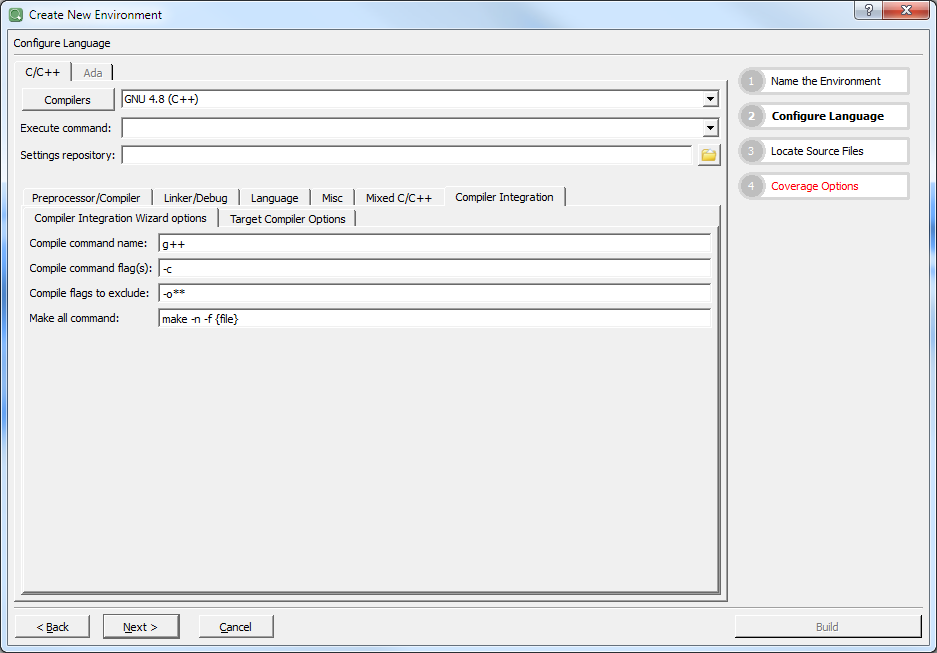 Create New Environment
?
Configure Language
C/C++ Ada
Compilers GNU 4.8 (C++)
Execute command:
Settings repository:
Preprocessor/Compiler Linker/Debug Language Misc Mixed C/C++ Compiler Integration
Compiler Integration Wizard options Target Compiler Options
Compile command name: g++
Compile command flag(s): -c
Compile flags to exclude: -o**
Make all command: make -n -f {file}
1 Name the Environment
2 Configure Language
3 Locate Source Files
4 Coverage Options
< Back Next > Cancel Build